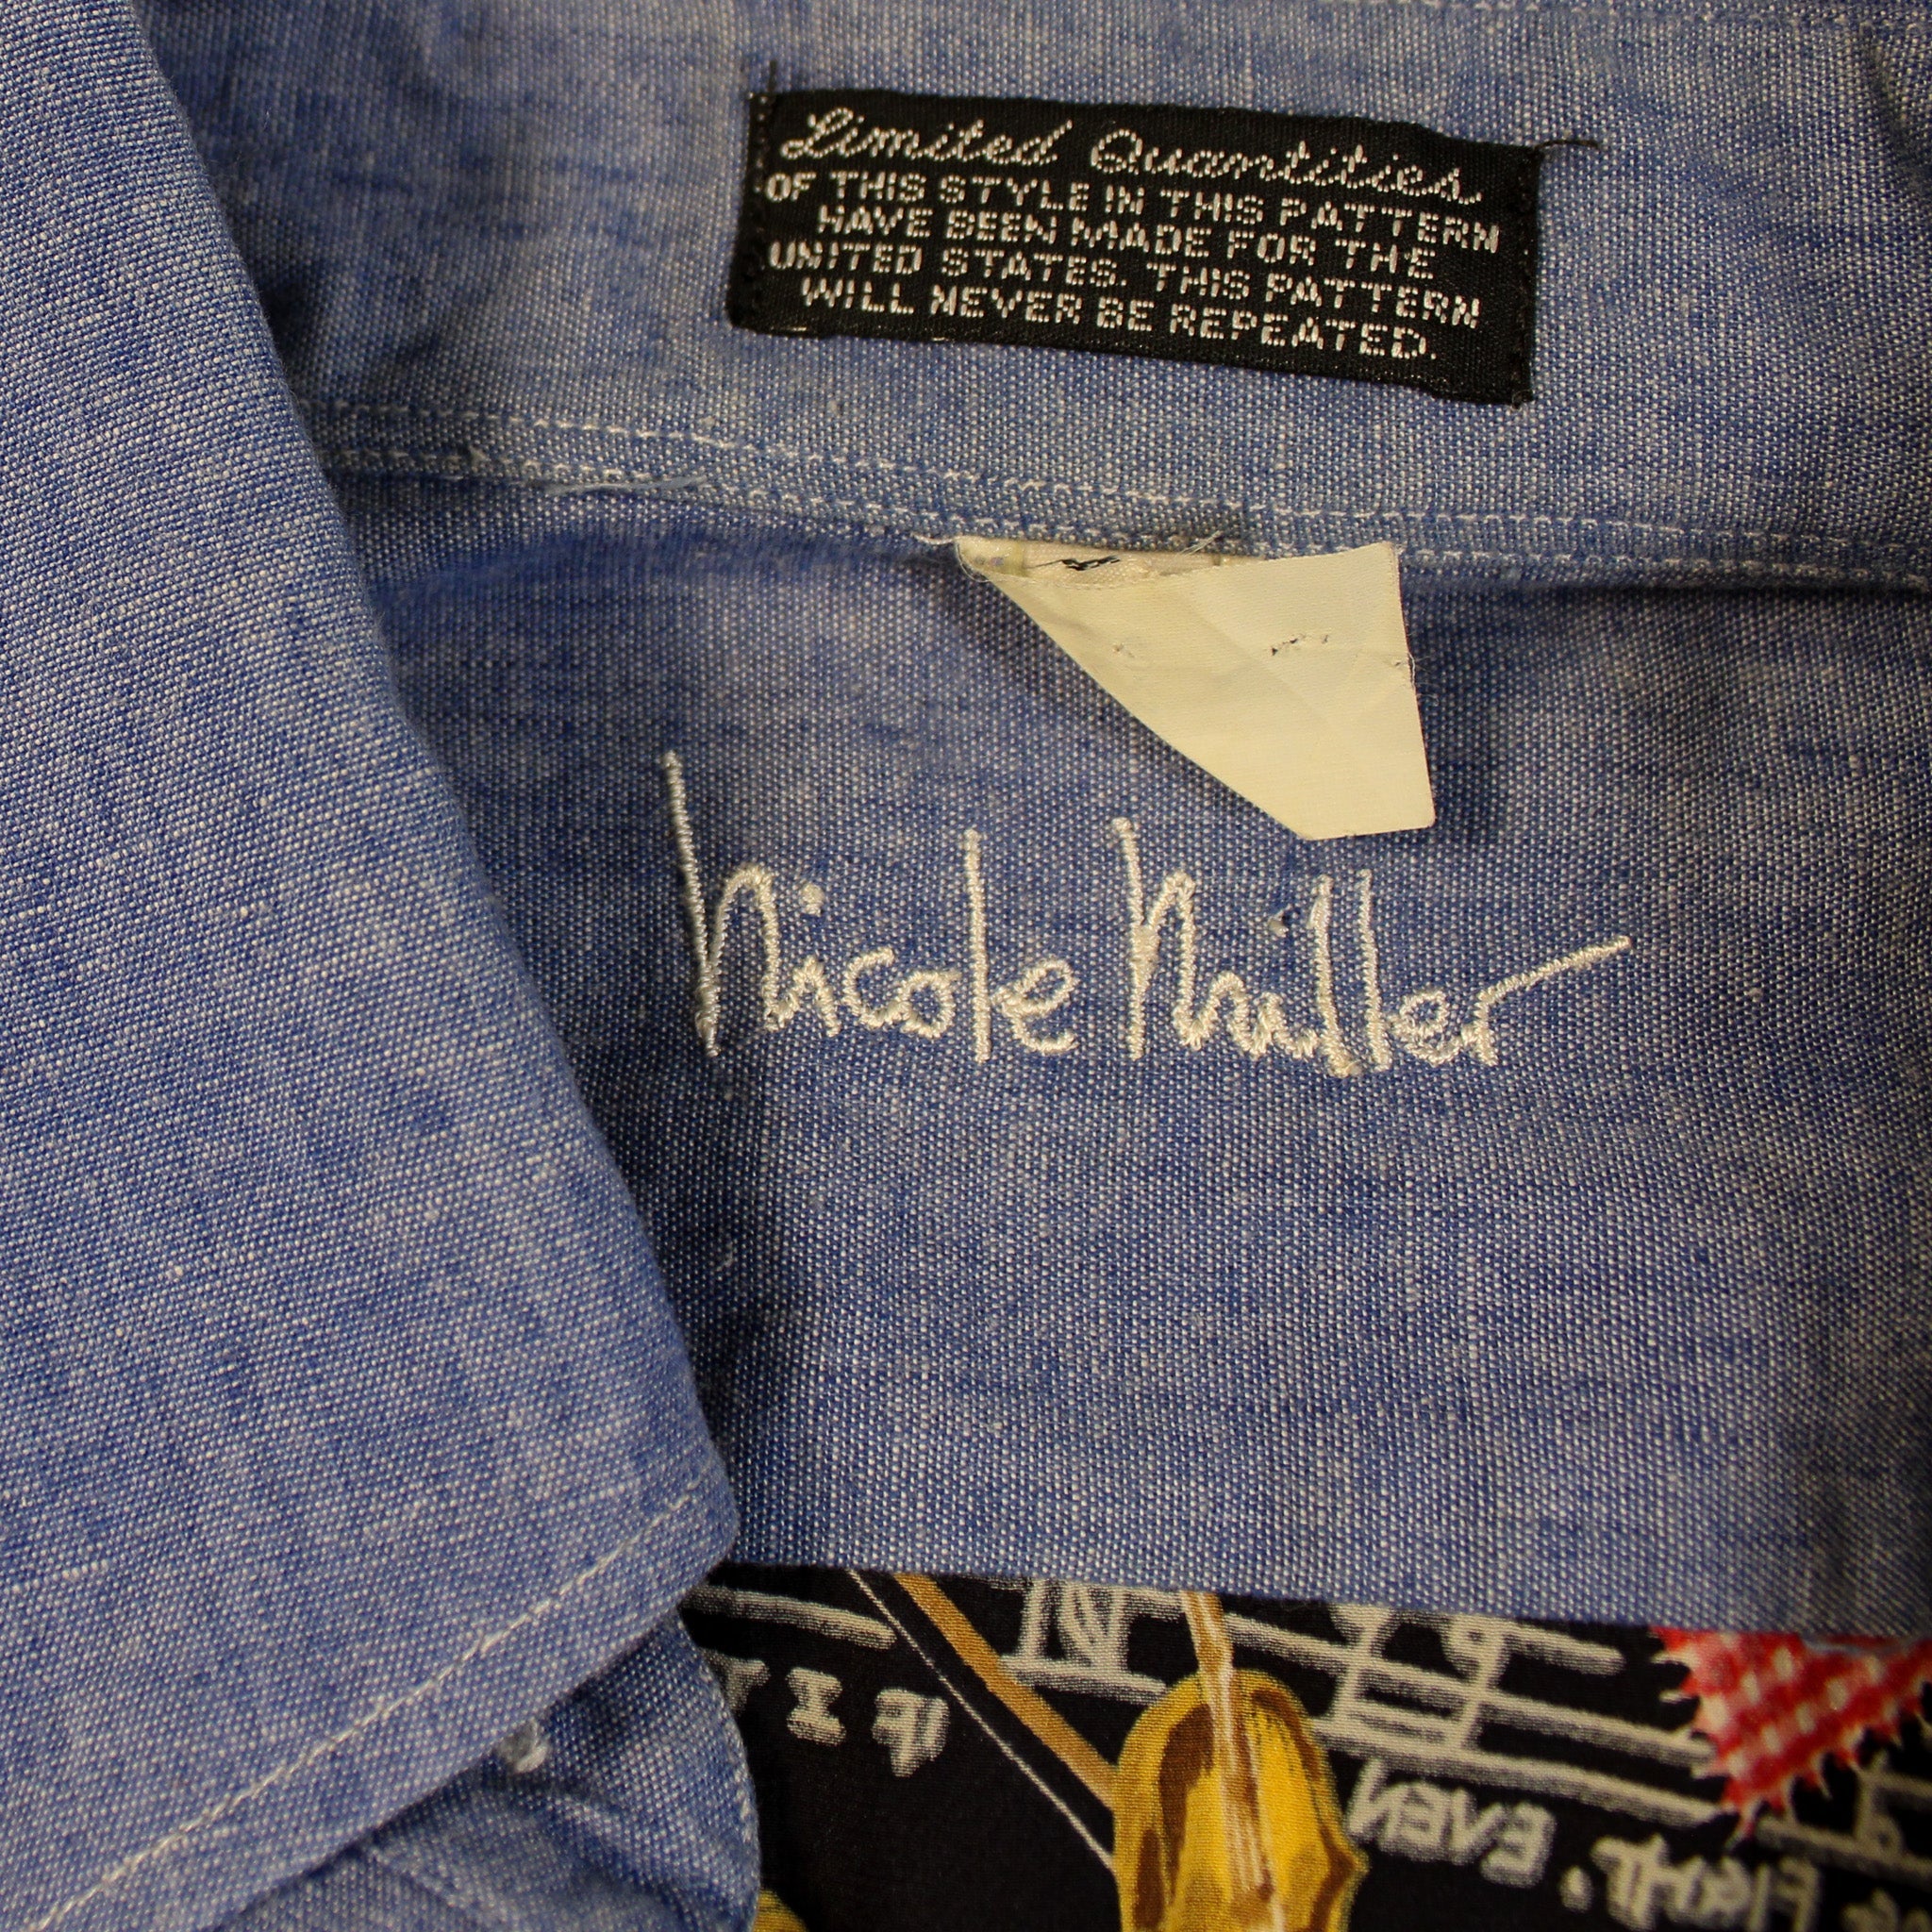 Limited Quantities
OF THIS STYLE IN THIS PATTERN
HAVE BEEN MADE FOR THE
UNITED STATES. THIS PATTERN
WILL NEVER BE REPEATED.
Nicole Miller
EVEN